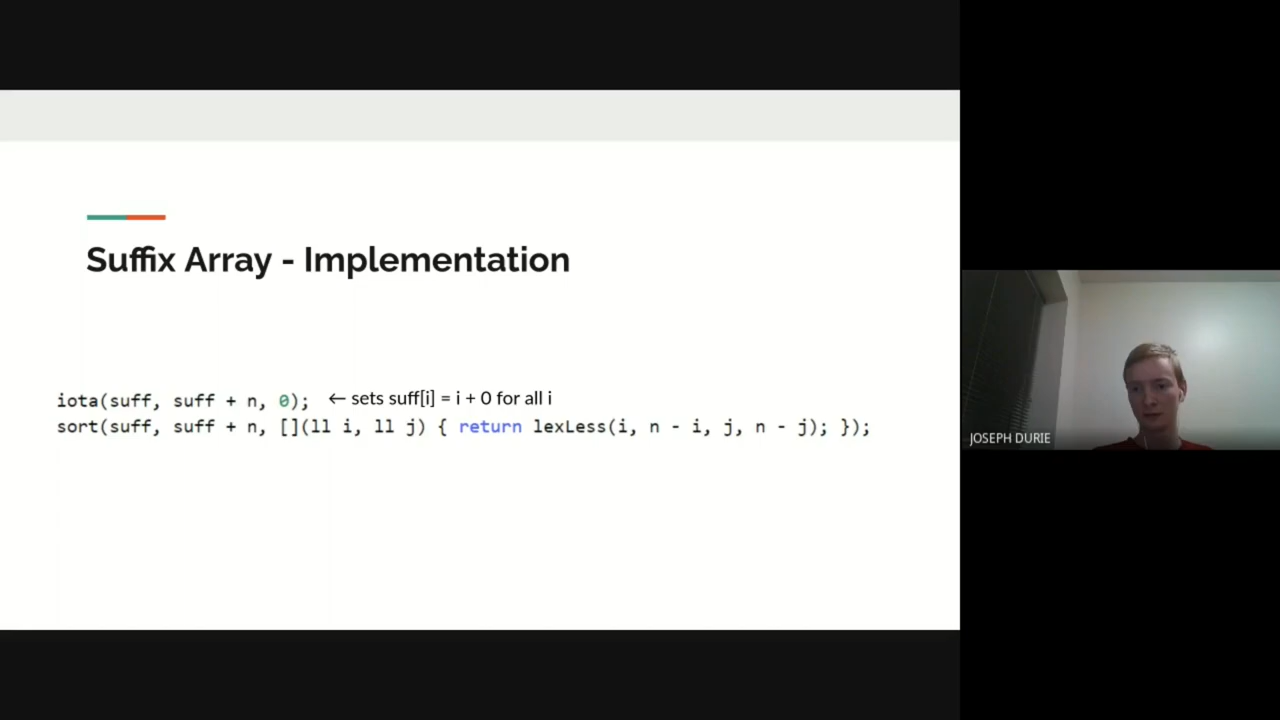 Suffix Array - Implementation
iota(suff, suff + n, 0); ← sets suff[i] = i + 0 for all i
sort(suff, suff + n, [](ll i, ll j) { return lexLess(i, n - i, j, n - j); });
JOSEPH DURIE